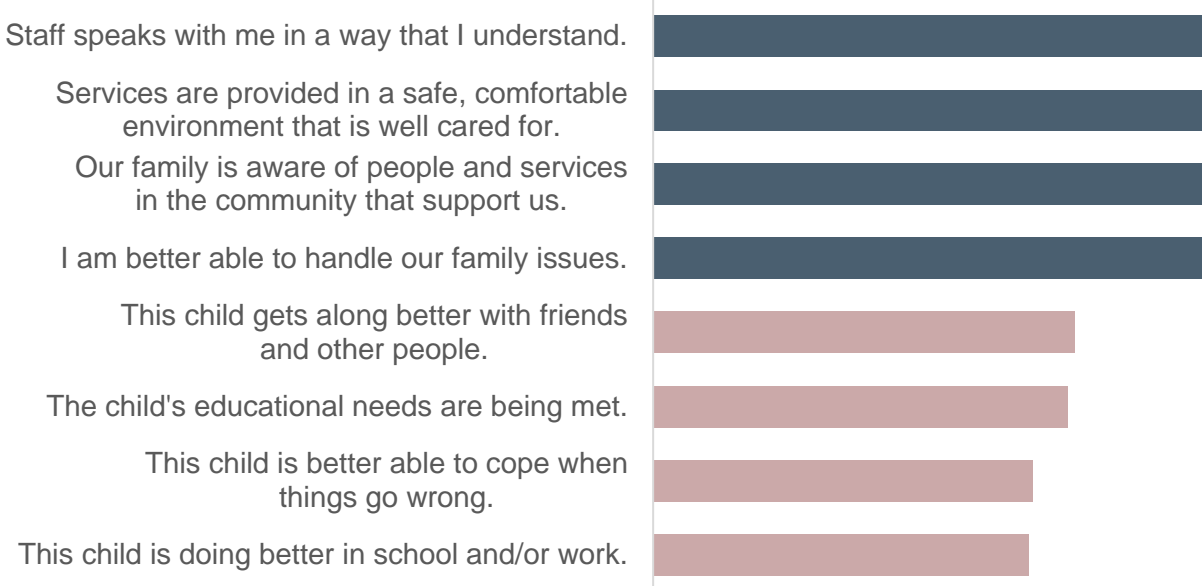 Staff speaks with me in a way that I understand.
Services are provided in a safe, comfortable
environment that is well cared for.
Our family is aware of people and services
in the community that support us.
I am better able to handle our family issues.
This child gets along better with friends
and other people.
The child's educational needs are being met.
This child is better able to cope when
things go wrong.
This child is doing better in school and/or work.